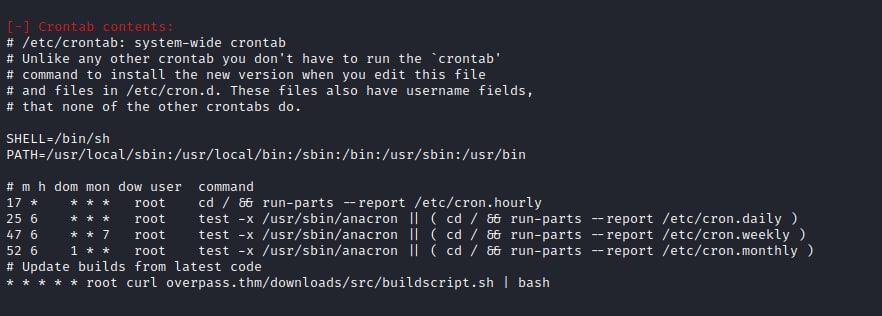 [-] Crontab contents:
# /etc/crontab: system-wide crontab
# Unlike any other crontab you don't have to run the `crontab'
# command to install the new version when you edit this file
# and files in /etc/cron.d. These files also have username fields,
# that none of the other crontabs do.
SHELL=/bin/sh
PATH=/usr/local/sbin:/usr/local/bin:/sbin:/bin:/usr/sbin:/usr/bin
# m h dom mon dow user  command
17 *    * * *   root    cd / && run-parts --report /etc/cron.hourly
25 6    * * *   root    test -x /usr/sbin/anacron || ( cd / && run-parts --report /etc/cron.daily )
47 6    * * 7   root    test -x /usr/sbin/anacron || ( cd / && run-parts --report /etc/cron.weekly )
52 6    1 * *   root    test -x /usr/sbin/anacron || ( cd / && run-parts --report /etc/cron.monthly )
# Update builds from latest code
* * * * * root curl overpass.thm/downloads/src/buildscript.sh | bash